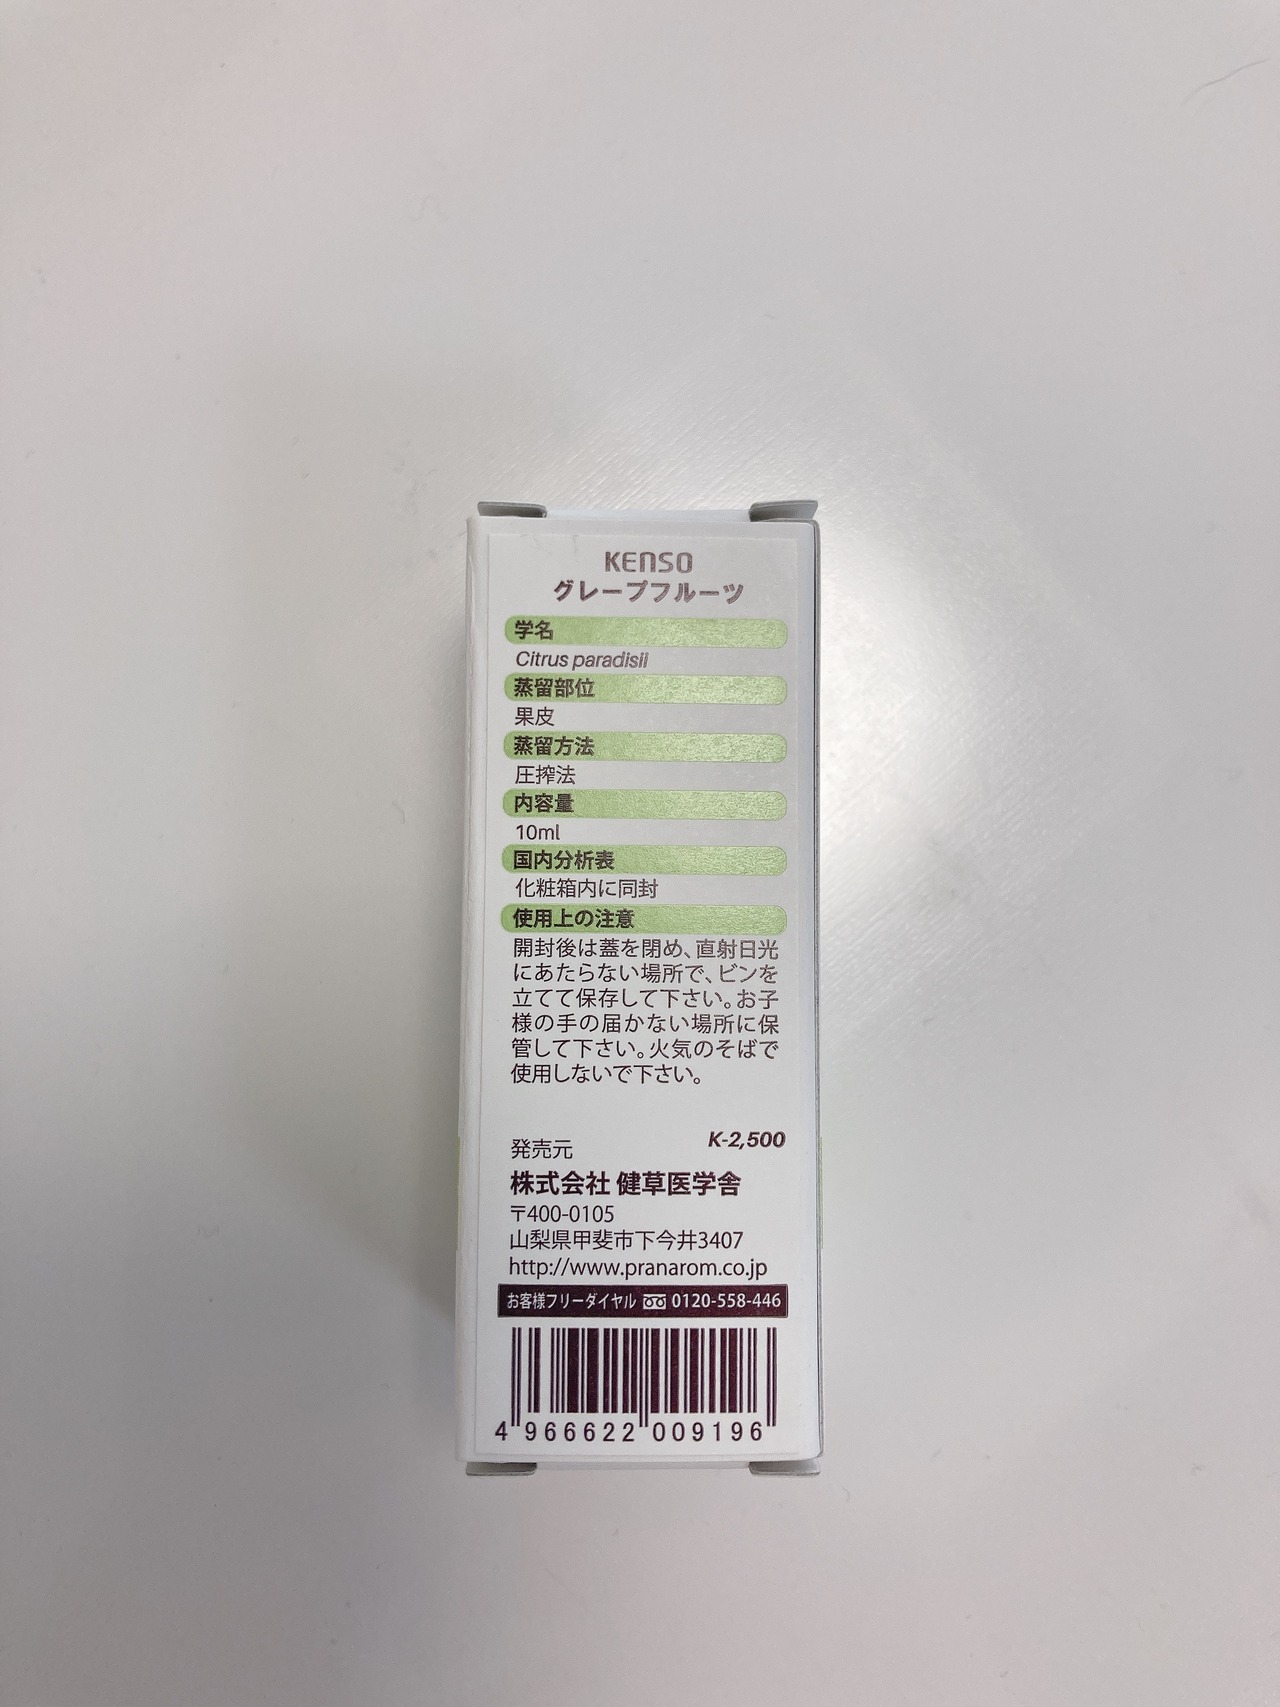 KENSO
グレープフルーツ
学名
Citrus paradisii
蒸留部位
果皮
蒸留方法
圧搾法
内容量
10ml
国内分析表
化粧箱内に同封
使用上の注意
開封後は蓋を閉め、直射日光
にあたらない場所で、ビンを
立てて保存して下さい。お子
様の手の届かない場所に保
管して下さい。火気のそばで
使用しないで下さい。
K-2,500
発売元
株式会社 健草医学舎
〒400-0105
山梨県甲斐市下今井3407
http://www.pranarom.co.jp
お客様フリーダイヤル 0120-558-446
4 966622 009196